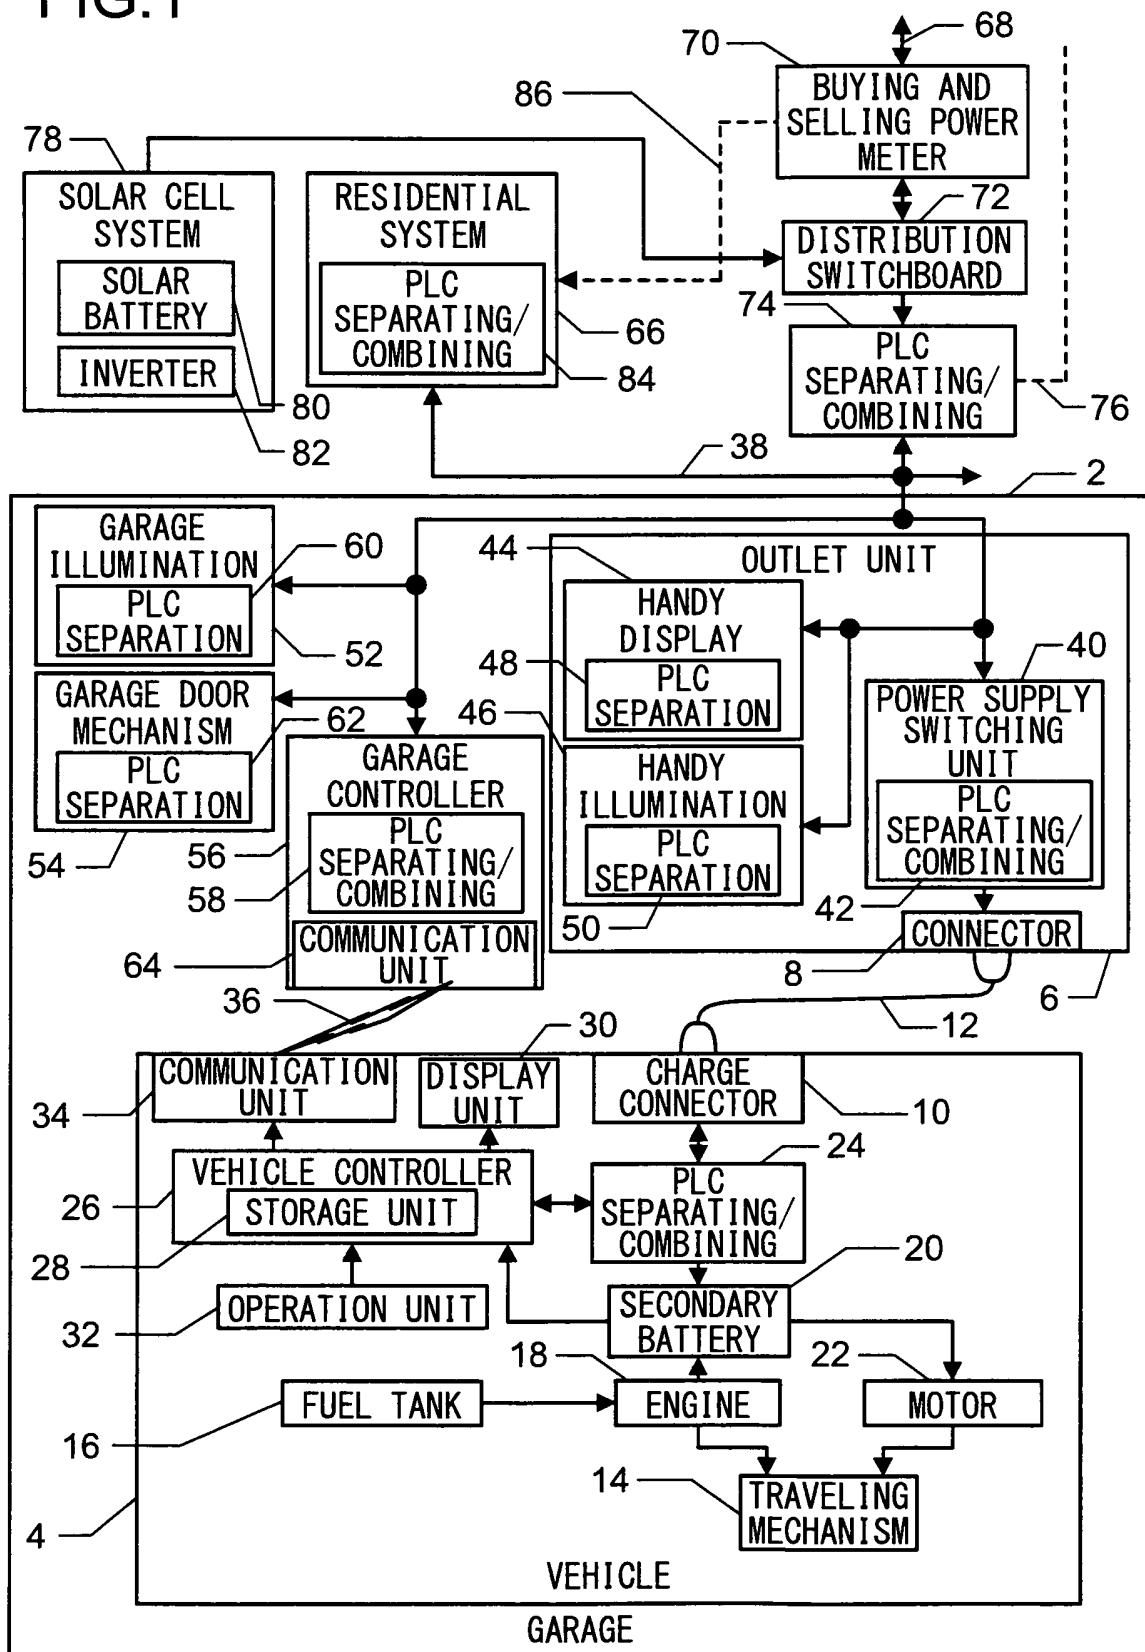 FIG.1
68
70
BUYING AND
SELLING POWER
METER
86
78
SOLAR CELL
SYSTEM
SOLAR
BATTERY
INVERTER
80
82
RESIDENTIAL
SYSTEM
PLC
SEPARATING/
COMBINING
66
84
72
DISTRIBUTION
SWITCHBOARD
74
PLC
SEPARATING/
COMBINING
76
38
2
GARAGE
ILLUMINATION
60
PLC
SEPARATION
52
GARAGE DOOR
MECHANISM
62
PLC
SEPARATION
54
GARAGE
CONTROLLER
56
PLC
SEPARATING/
COMBINING
58
COMMUNICATION
UNIT
64
36
OUTLET UNIT
44
HANDY
DISPLAY
48
PLC
SEPARATION
46
HANDY
ILLUMINATION
PLC
SEPARATION
50
40
POWER SUPPLY
SWITCHING
UNIT
PLC
SEPARATING/
COMBINING
42
CONNECTOR
8
6
12
30
COMMUNICATION
UNIT
34
DISPLAY
UNIT
CHARGE
CONNECTOR
10
24
VEHICLE CONTROLLER
26
STORAGE UNIT
28
PLC
SEPARATING/
COMBINING
20
OPERATION UNIT
32
SECONDARY
BATTERY
18
22
FUEL TANK
16
ENGINE
MOTOR
14
TRAVELING
MECHANISM
4
VEHICLE
GARAGE